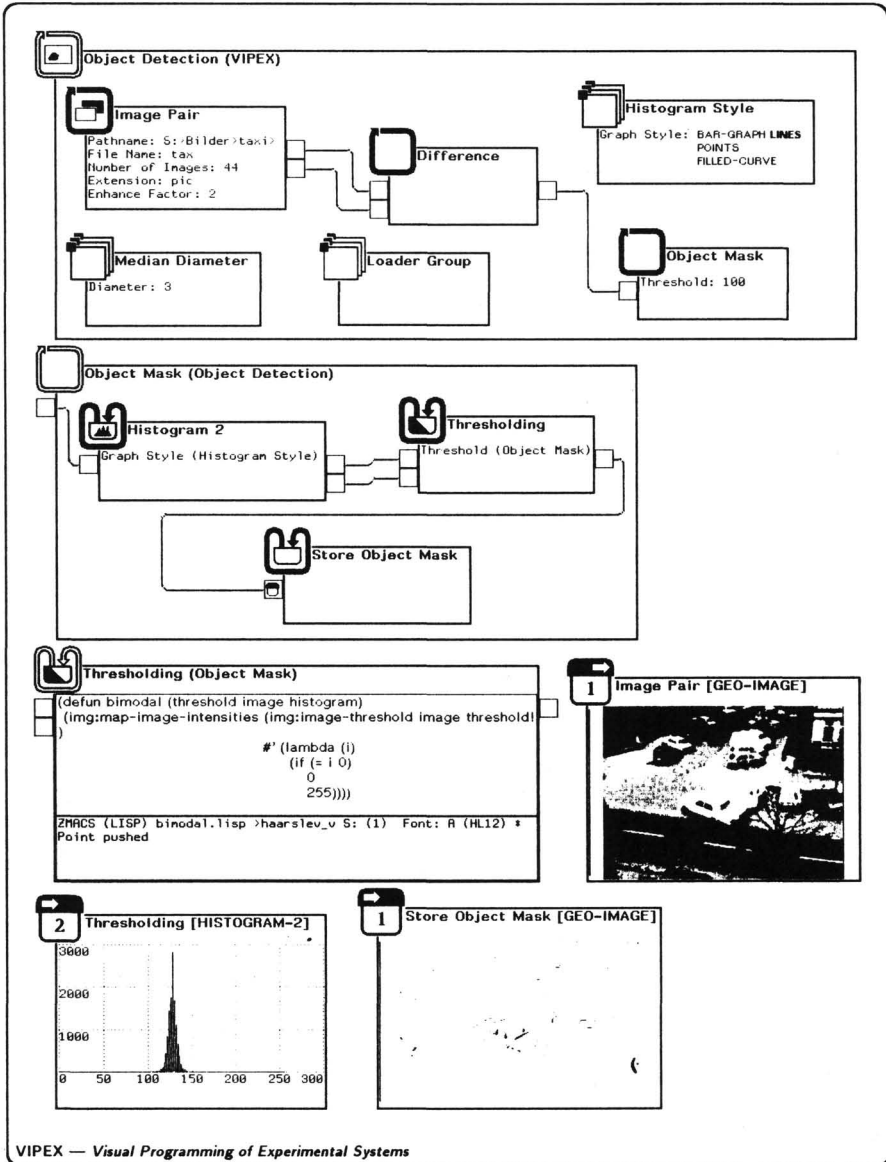 Object Detection (VIPEX)
Image Pair
Pathname: S:>Bilder>taxi>
File Name: tax
Number of Images: 44
Extension: pic
Enhance Factor: 2
Difference
Histogram Style
Graph Style: BAR-GRAPH LINES
POINTS
FILLED-CURVE
Median Diameter
Diameter: 3
Loader Group
Object Mask
Threshold: 100
Object Mask (Object Detection)
Histogram 2
Graph Style (Histogram Style)
Thresholding
Threshold (Object Mask)
Store Object Mask
Thresholding (Object Mask)
(defun bimodal (threshold image histogram)
(img:map-image-intensities (img:image-threshold image threshold!
)
#' (lambda (i)
(if (= i 0)
0
255))))
ZMACS (LISP) bimodal.lisp >haarslev_v S: (1) Font: A (HL12) *
Point pushed
1 Image Pair [GEO-IMAGE]
2 Thresholding [HISTOGRAM-2]
3000
2000
1000
0 50 100 150 200 250 300
1 Store Object Mask [GEO-IMAGE]
VIPEX — Visual Programming of Experimental Systems